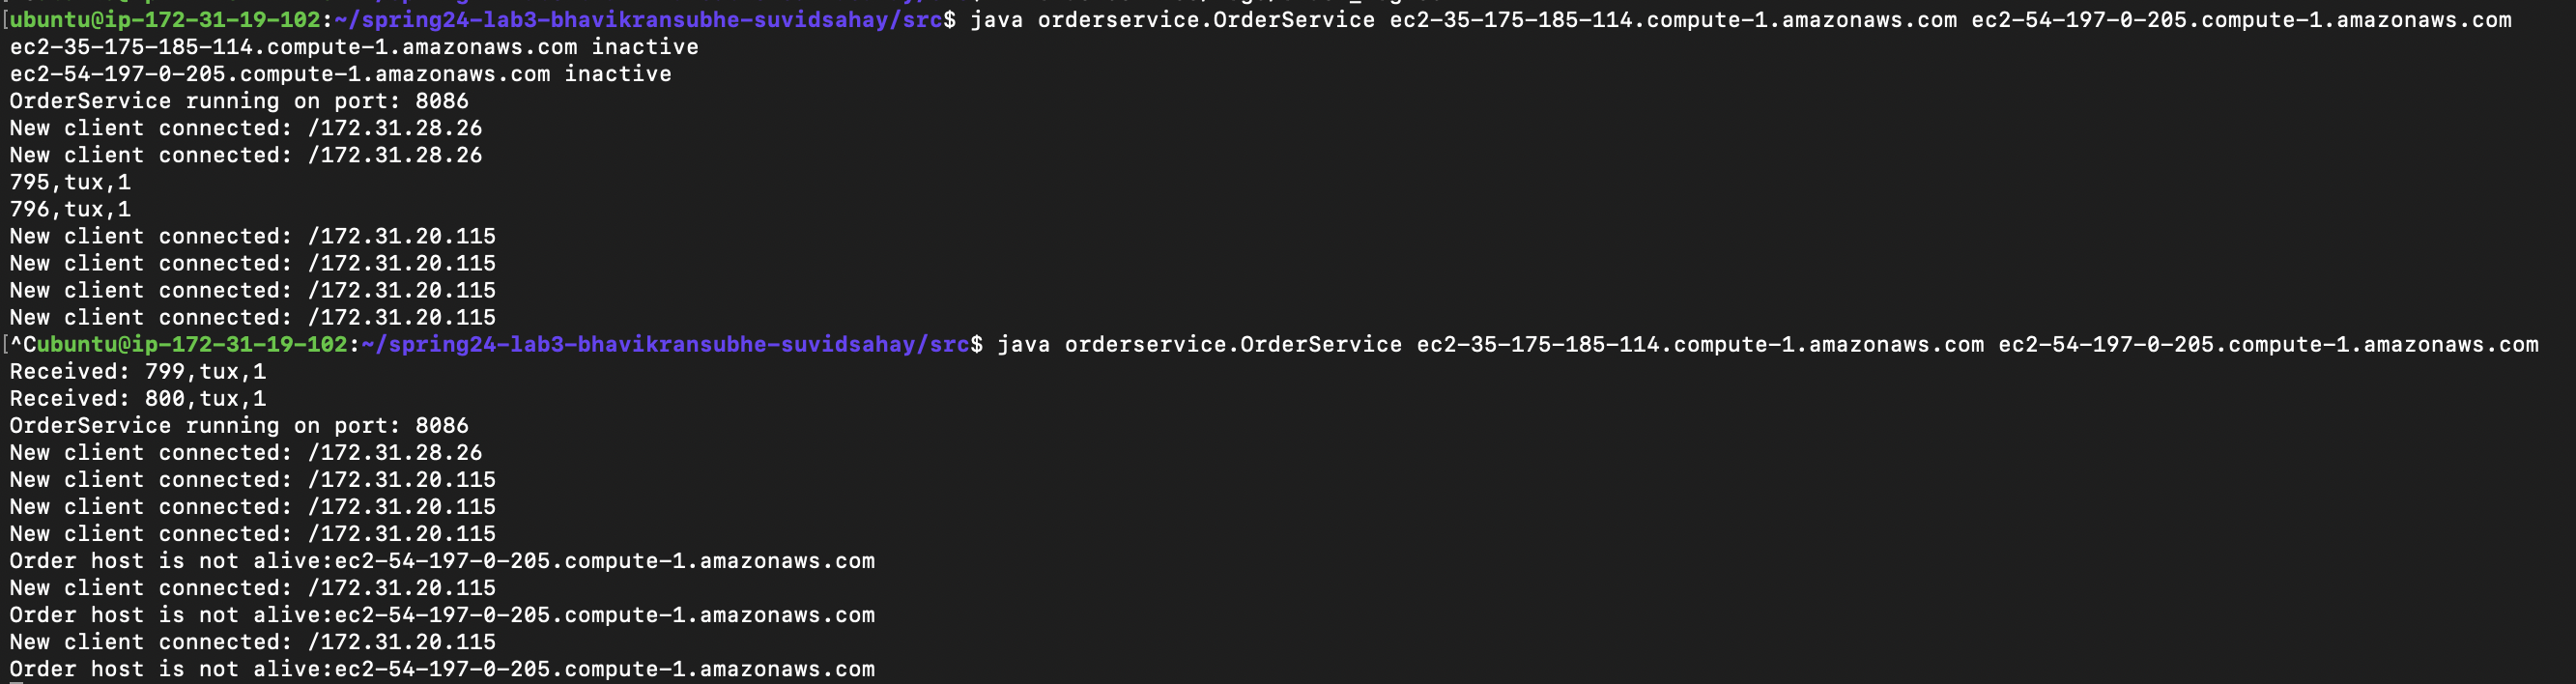 [ubuntu@ip-172-31-19-102:~/spring24-lab3-bhavikransubhe-suvidsahay/src$ java orderservice.OrderService ec2-35-175-185-114.compute-1.amazonaws.com ec2-54-197-0-205.compute-1.amazonaws.com
ec2-35-175-185-114.compute-1.amazonaws.com inactive
ec2-54-197-0-205.compute-1.amazonaws.com inactive
OrderService running on port: 8086
New client connected: /172.31.28.26
New client connected: /172.31.28.26
795,tux,1
796,tux,1
New client connected: /172.31.20.115
New client connected: /172.31.20.115
New client connected: /172.31.20.115
New client connected: /172.31.20.115
[^Cubuntu@ip-172-31-19-102:~/spring24-lab3-bhavikransubhe-suvidsahay/src$ java orderservice.OrderService ec2-35-175-185-114.compute-1.amazonaws.com ec2-54-197-0-205.compute-1.amazonaws.com
Received: 799,tux,1
Received: 800,tux,1
OrderService running on port: 8086
New client connected: /172.31.28.26
New client connected: /172.31.20.115
New client connected: /172.31.20.115
New client connected: /172.31.20.115
Order host is not alive:ec2-54-197-0-205.compute-1.amazonaws.com
New client connected: /172.31.20.115
Order host is not alive:ec2-54-197-0-205.compute-1.amazonaws.com
New client connected: /172.31.20.115
Order host is not alive:ec2-54-197-0-205.compute-1.amazonaws.com